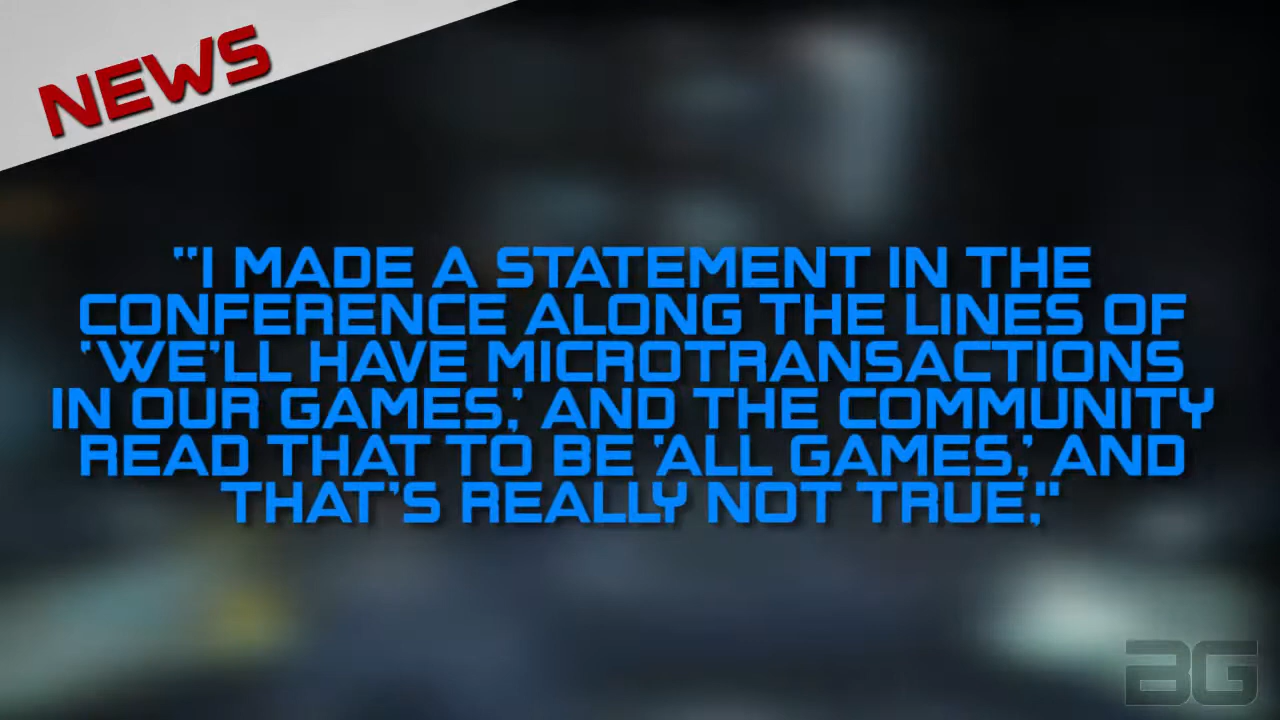 NEWS
"I MADE A STATEMENT IN THE
CONFERENCE ALONG THE LINES OF
'WE'LL HAVE MICROTRANSACTIONS
IN OUR GAMES,' AND THE COMMUNITY
READ THAT TO BE 'ALL GAMES,' AND
THAT'S REALLY NOT TRUE,"
BG